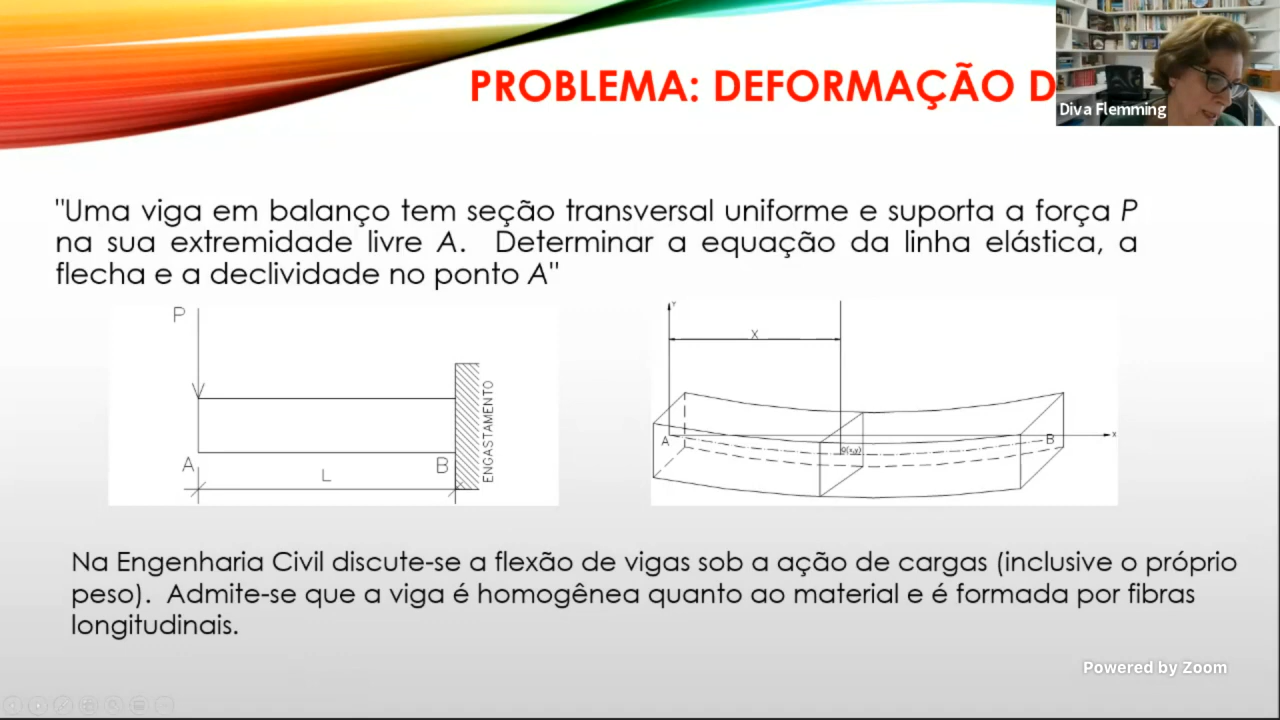 PROBLEMA: DEFORMAÇÃO D
Diva Flemming
"Uma viga em balanço tem seção transversal uniforme e suporta a força P
na sua extremidade livre A. Determinar a equação da linha elástica, a
flecha e a declividade no ponto A"
P
A
B
L
ENGASTAMENTO
Y
X
A
B
x
Na Engenharia Civil discute-se a flexão de vigas sob a ação de cargas (inclusive o próprio
peso). Admite-se que a viga é homogênea quanto ao material e é formada por fibras
longitudinais.
Powered by Zoom